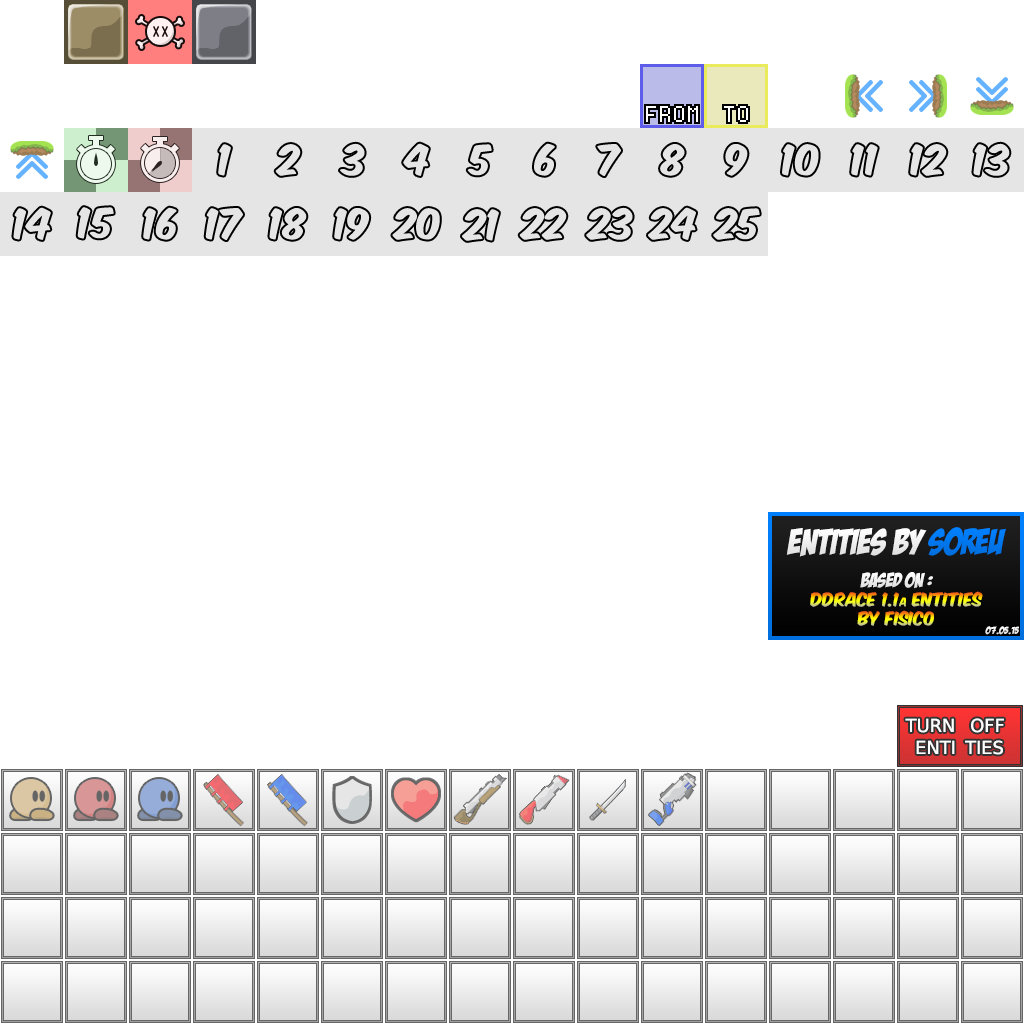 FROM TO
1 2 3 4 5 6 7 8 9 10 11 12 13
14 15 16 17 18 19 20 21 22 23 24 25
ENTITIES BY SOREU
BASED ON :
DDRACE 1.1A ENTITIES
BY FISICO
07.05.15
TURN OFF
ENTI TIES